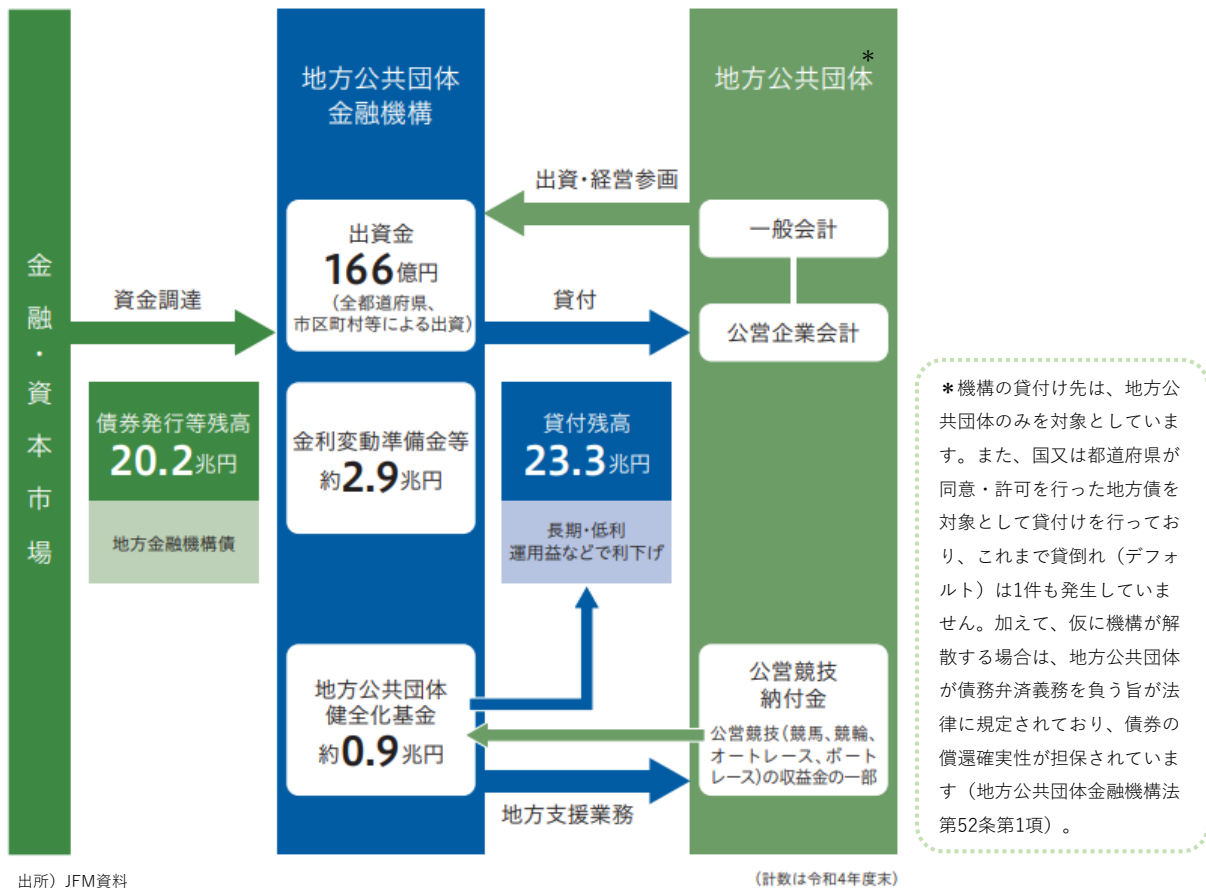 金融・資本市場
地方公共団体
金融機構
地方公共団体
*
出資・経営参画
出資金
166億円
(全都道府県、
市区町村等による出資)
一般会計
資金調達
貸付
公営企業会計
債券発行等残高
20.2兆円
地方金融機構債
金利変動準備金等
約2.9兆円
貸付残高
23.3兆円
長期・低利
運用益などで利下げ
地方公共団体
健全化基金
約0.9兆円
公営競技
納付金
公営競技(競馬、競輪、
オートレース、ボート
レース)の収益金の一部
地方支援業務
*機構の貸付け先は、地方公
共団体のみを対象としていま
す。また、国又は都道府県が
同意・許可を行った地方債を
対象として貸付けを行ってお
り、これまで貸倒れ（デフォ
ルト）は1件も発生していま
せん。加えて、仮に機構が解
散する場合は、地方公共団体
が債務弁済義務を負う旨が法
律に規定されており、債券の
償還確実性が担保されていま
す（地方公共団体金融機構法
第52条第1項）。
出所）JFM資料
(計数は令和4年度末)